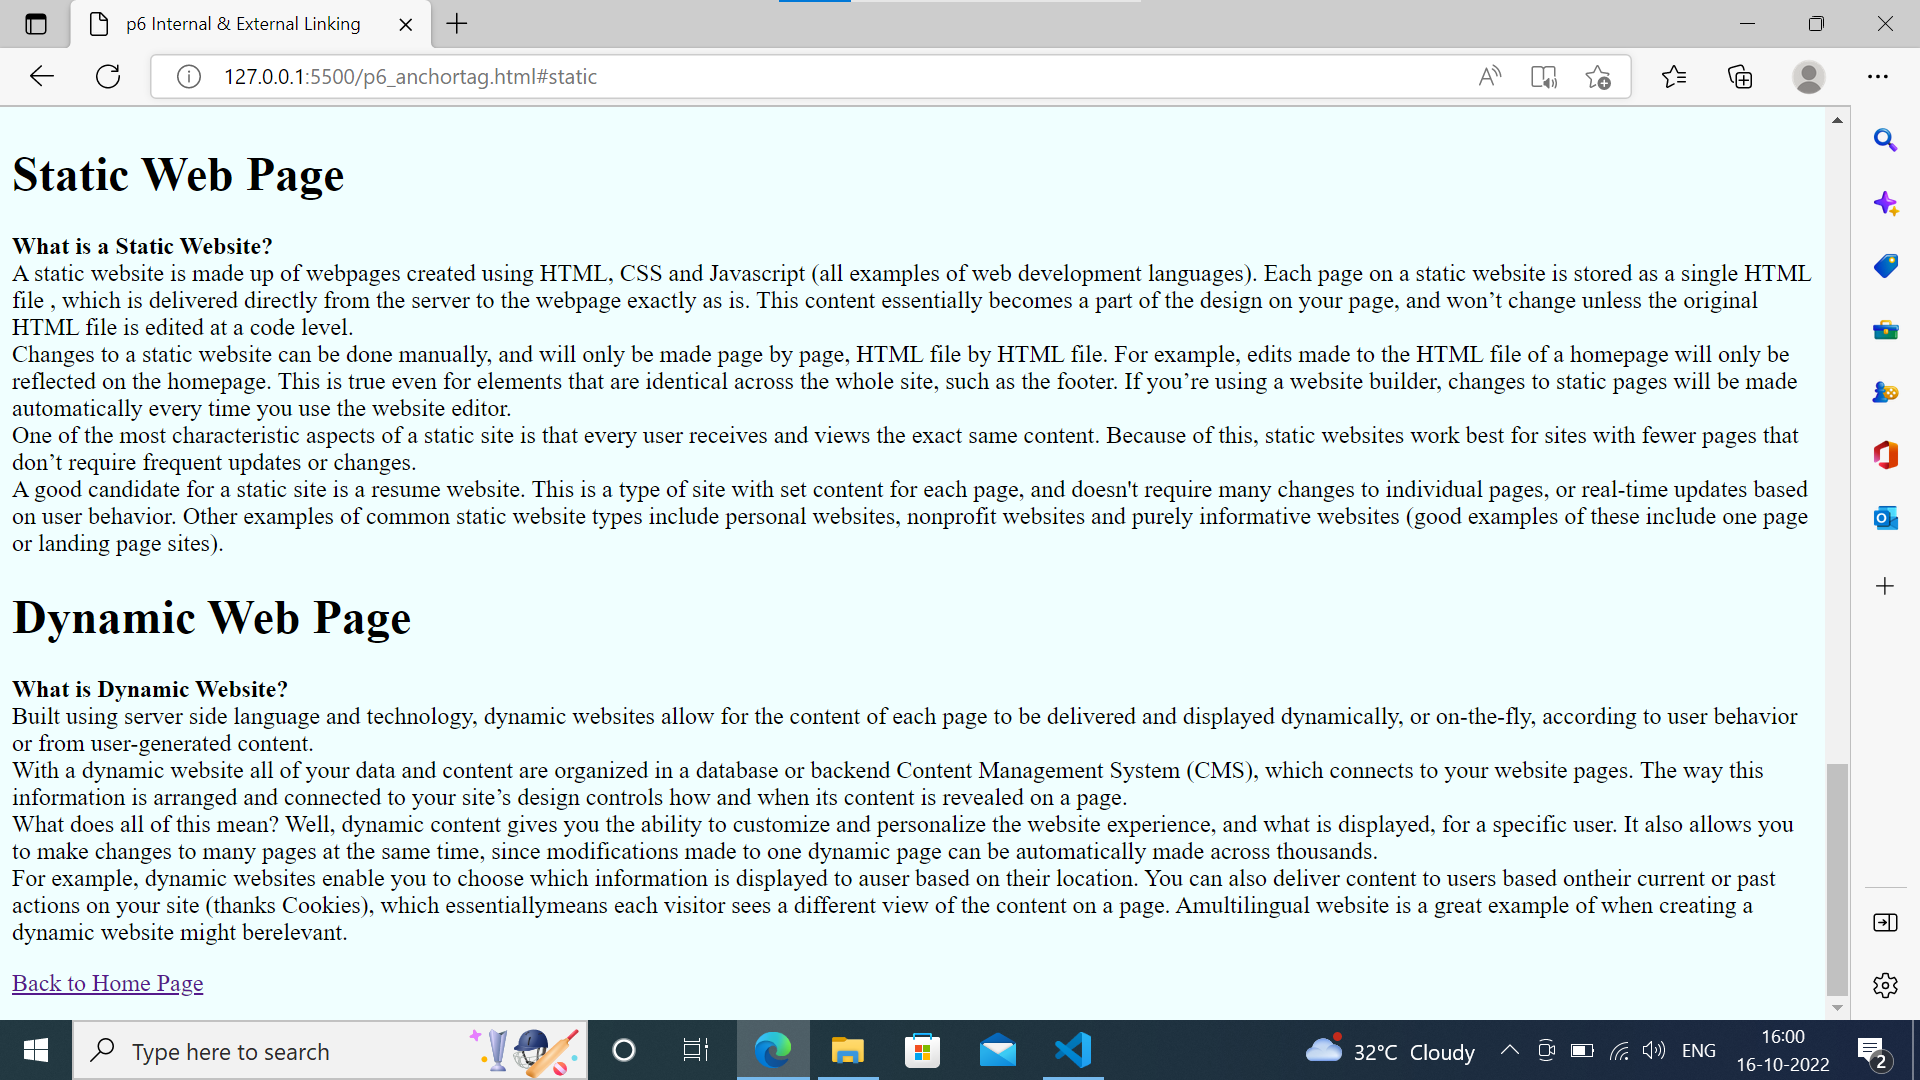 p6 Internal & External Linking
127.0.0.1:5500/p6_anchortag.html#static
Static Web Page
What is a Static Website?
A static website is made up of webpages created using HTML, CSS and Javascript (all examples of web development languages). Each page on a static website is stored as a single HTML
file , which is delivered directly from the server to the webpage exactly as is. This content essentially becomes a part of the design on your page, and won’t change unless the original
HTML file is edited at a code level.
Changes to a static website can be done manually, and will only be made page by page, HTML file by HTML file. For example, edits made to the HTML file of a homepage will only be
reflected on the homepage. This is true even for elements that are identical across the whole site, such as the footer. If you’re using a website builder, changes to static pages will be made
automatically every time you use the website editor.
One of the most characteristic aspects of a static site is that every user receives and views the exact same content. Because of this, static websites work best for sites with fewer pages that
don’t require frequent updates or changes.
A good candidate for a static site is a resume website. This is a type of site with set content for each page, and doesn't require many changes to individual pages, or real-time updates based
on user behavior. Other examples of common static website types include personal websites, nonprofit websites and purely informative websites (good examples of these include one page
or landing page sites).
Dynamic Web Page
What is Dynamic Website?
Built using server side language and technology, dynamic websites allow for the content of each page to be delivered and displayed dynamically, or on-the-fly, according to user behavior
or from user-generated content.
With a dynamic website all of your data and content are organized in a database or backend Content Management System (CMS), which connects to your website pages. The way this
information is arranged and connected to your site’s design controls how and when its content is revealed on a page.
What does all of this mean? Well, dynamic content gives you the ability to customize and personalize the website experience, and what is displayed, for a specific user. It also allows you
to make changes to many pages at the same time, since modifications made to one dynamic page can be automatically made across thousands.
For example, dynamic websites enable you to choose which information is displayed to auser based on their location. You can also deliver content to users based ontheir current or past
actions on your site (thanks Cookies), which essentiallymeans each visitor sees a different view of the content on a page. Amultilingual website is a great example of when creating a
dynamic website might berelevant.
Back to Home Page
Type here to search
32°C Cloudy
ENG
16:00
16-10-2022
2